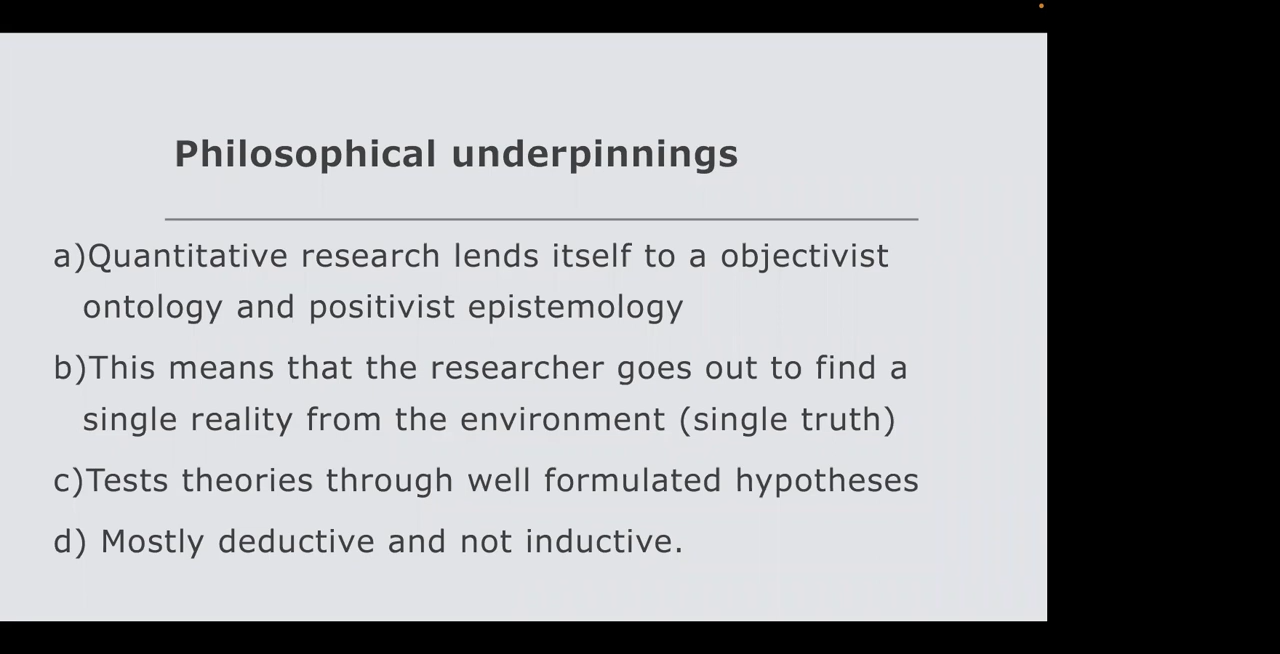 Philosophical underpinnings
a)Quantitative research lends itself to a objectivist
ontology and positivist epistemology
b)This means that the researcher goes out to find a
single reality from the environment (single truth)
c)Tests theories through well formulated hypotheses
d) Mostly deductive and not inductive.